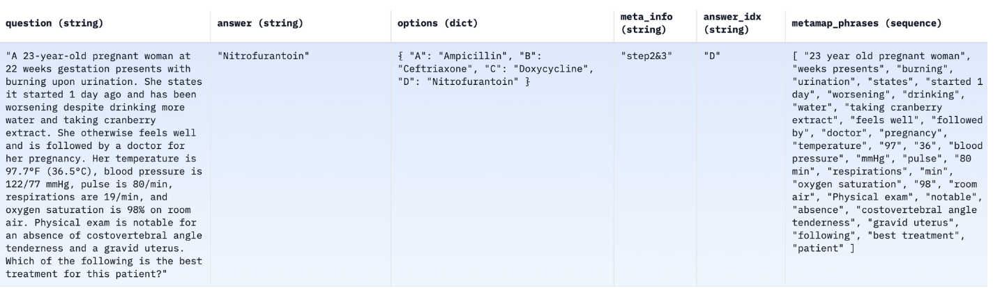 question (string)
answer (string)
options (dict)
meta_info
(string)
answer_idx
(string)
metamap_phrases (sequence)
"A 23-year-old pregnant woman at
22 weeks gestation presents with
burning upon urination. She states
it started 1 day ago and has been
worsening despite drinking more
water and taking cranberry
extract. She otherwise feels well
and is followed by a doctor for
her pregnancy. Her temperature is
97.7°F (36.5°C), blood pressure is
122/77 mmHg, pulse is 80/min,
respirations are 19/min, and
oxygen saturation is 98% on room
air. Physical exam is notable for
an absence of costovertebral angle
tenderness and a gravid uterus.
Which of the following is the best
treatment for this patient?"
"Nitrofurantoin"
{ "A": "Ampicillin", "B":
"Ceftriaxone", "C": "Doxycycline",
"D": "Nitrofurantoin" }
"step2&3"
"D"
[ "23 year old pregnant woman",
"weeks presents", "burning",
"urination", "states", "started 1
day", "worsening", "drinking",
"water", "taking cranberry
extract", "feels well", "followed
by", "doctor", "pregnancy",
"temperature", "97", "36", "blood
pressure", "mmHg", "pulse", "80
min", "respirations", "min",
"oxygen saturation", "98", "room
air", "Physical exam", "notable",
"absence", "costovertebral angle
tenderness", "gravid uterus",
"following", "best treatment",
"patient" ]